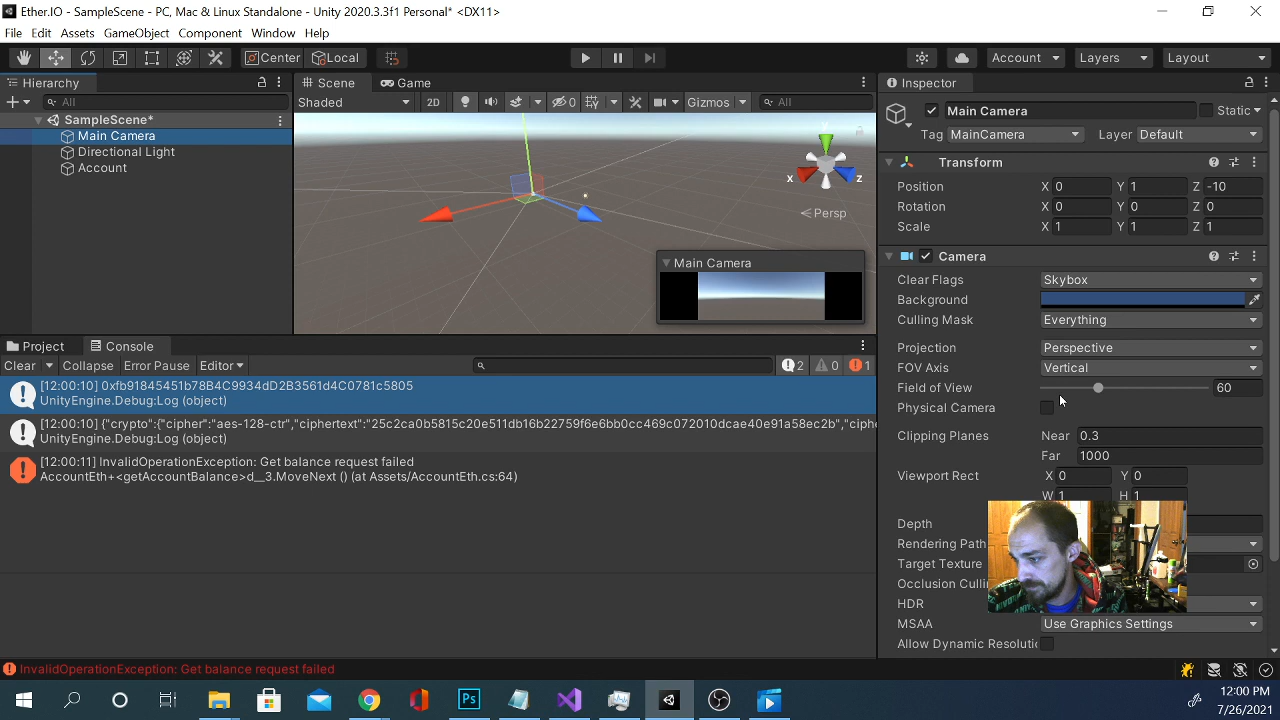 Ether.IO - SampleScene - PC, Mac & Linux Standalone - Unity 2020.3.3f1 Personal* <DX11>
File Edit Assets GameObject Component Window Help
Center Local Account Layers Layout
Hierarchy Scene Game Inspector
All Shaded 2D 0 Gizmos All Main Camera Static
SampleScene*
Main Camera
Directional Light
Account
Tag MainCamera Layer Default
x z
Persp
Main Camera
Transform
Position X 0 Y 1 Z -10
Rotation X 0 Y 0 Z 0
Scale X 1 Y 1 Z 1
Camera
Clear Flags Skybox
Background
Culling Mask Everything
Projection Perspective
FOV Axis Vertical
Field of View 60
Physical Camera
Clipping Planes Near 0.3
Far 1000
Viewport Rect X 0 Y 0
W 1 H 1
Depth
Rendering Path
Target Texture
Occlusion Culli
HDR
MSAA Use Graphics Settings
Allow Dynamic Resoluti
Project Console
Clear Collapse Error Pause Editor 2 0 1
[12:00:10] 0xfb91845451b78B4C9934dD2B3561d4C0781c5805
UnityEngine.Debug:Log (object)
[12:00:10] {"crypto":{"cipher":"aes-128-ctr","ciphertext":"25c2ca0b5815c20e511db16b22759f6e6bb0cc469c072010dcae40e91a58ec2b","ciphe
UnityEngine.Debug:Log (object)
[12:00:11] InvalidOperationException: Get balance request failed
AccountEth+<getAccountBalance>d__3.MoveNext () (at Assets/AccountEth.cs:64)
InvalidOperationException: Get balance request failed
Ps
12:00 PM
7/26/2021